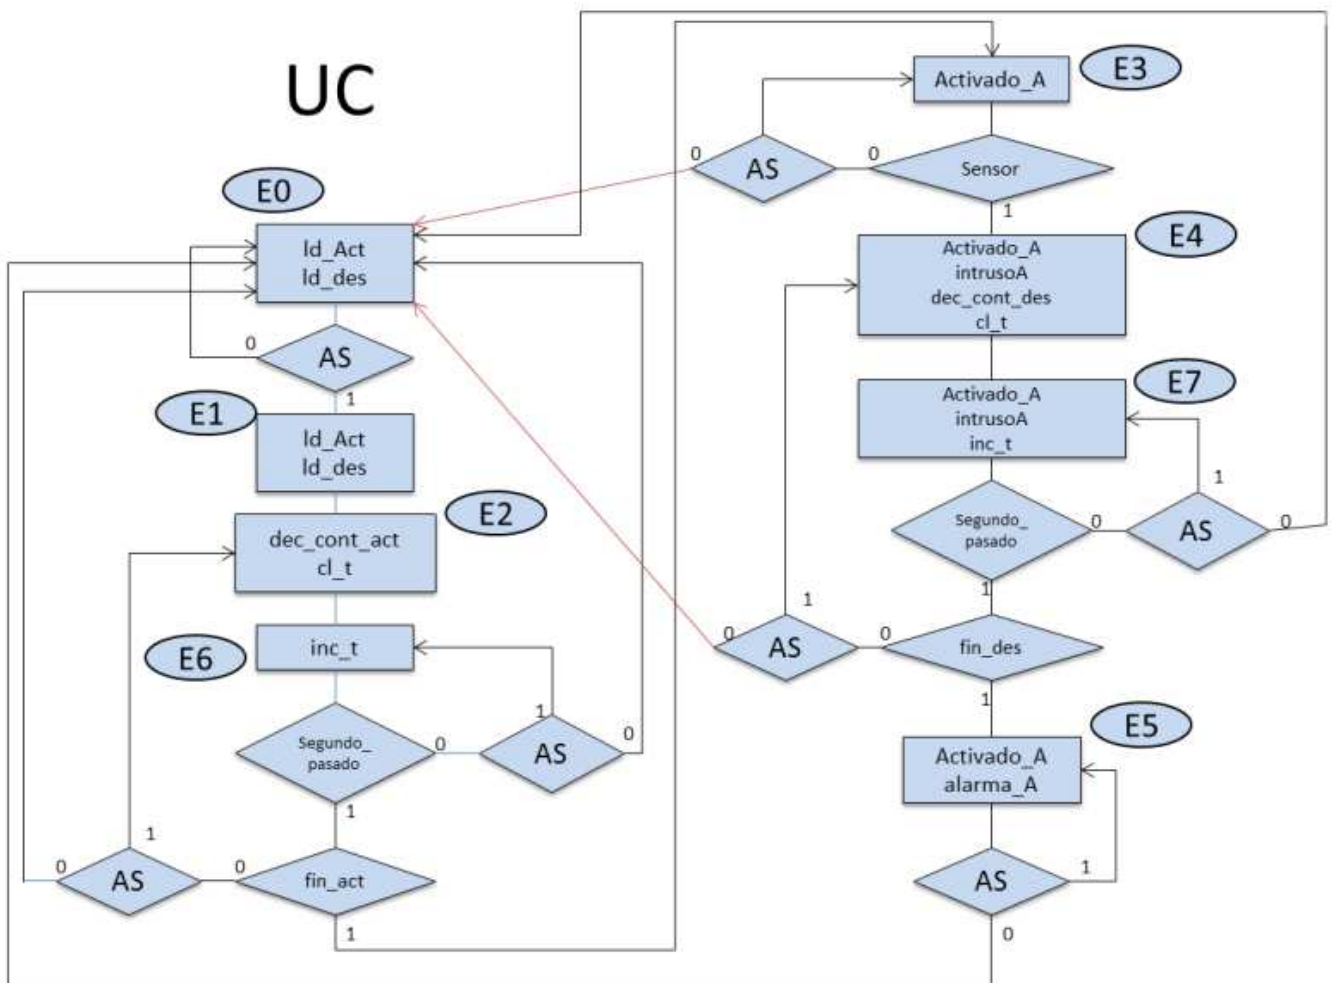 UC
E0
ld_Act
ld_des
0
AS
1
E1
ld_Act
ld_des
E2
dec_cont_act
cl_t
E6
inc_t
Segundo_
pasado
0
1
AS
0
1
1
0
AS
0
fin_act
1
E3
Activado_A
0
AS
0
Sensor
1
E4
Activado_A
intrusoA
dec_cont_des
cl_t
E7
Activado_A
intrusoA
inc_t
1
Segundo_
pasado
0
AS
0
1
1
0
AS
0
fin_des
1
E5
Activado_A
alarma_A
AS
1
0